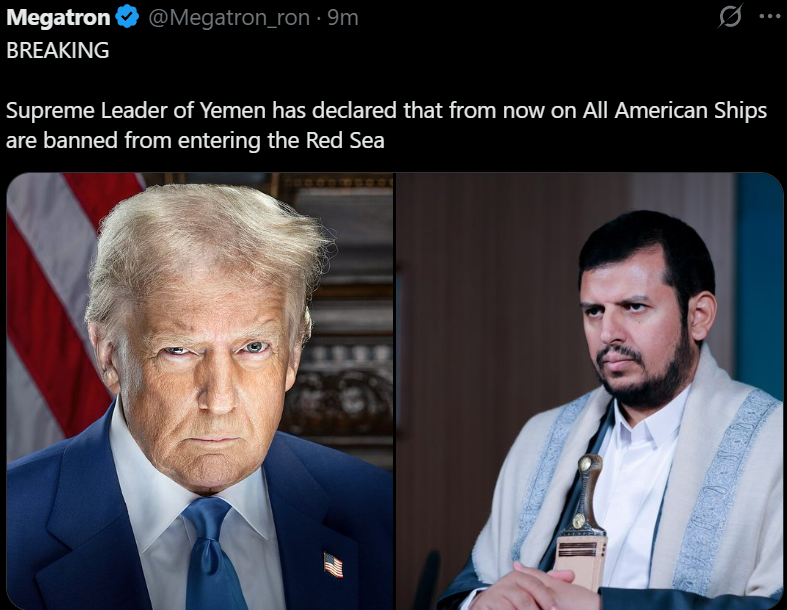 Megatron @Megatron_ron · 9m
BREAKING
Supreme Leader of Yemen has declared that from now on All American Ships
are banned from entering the Red Sea